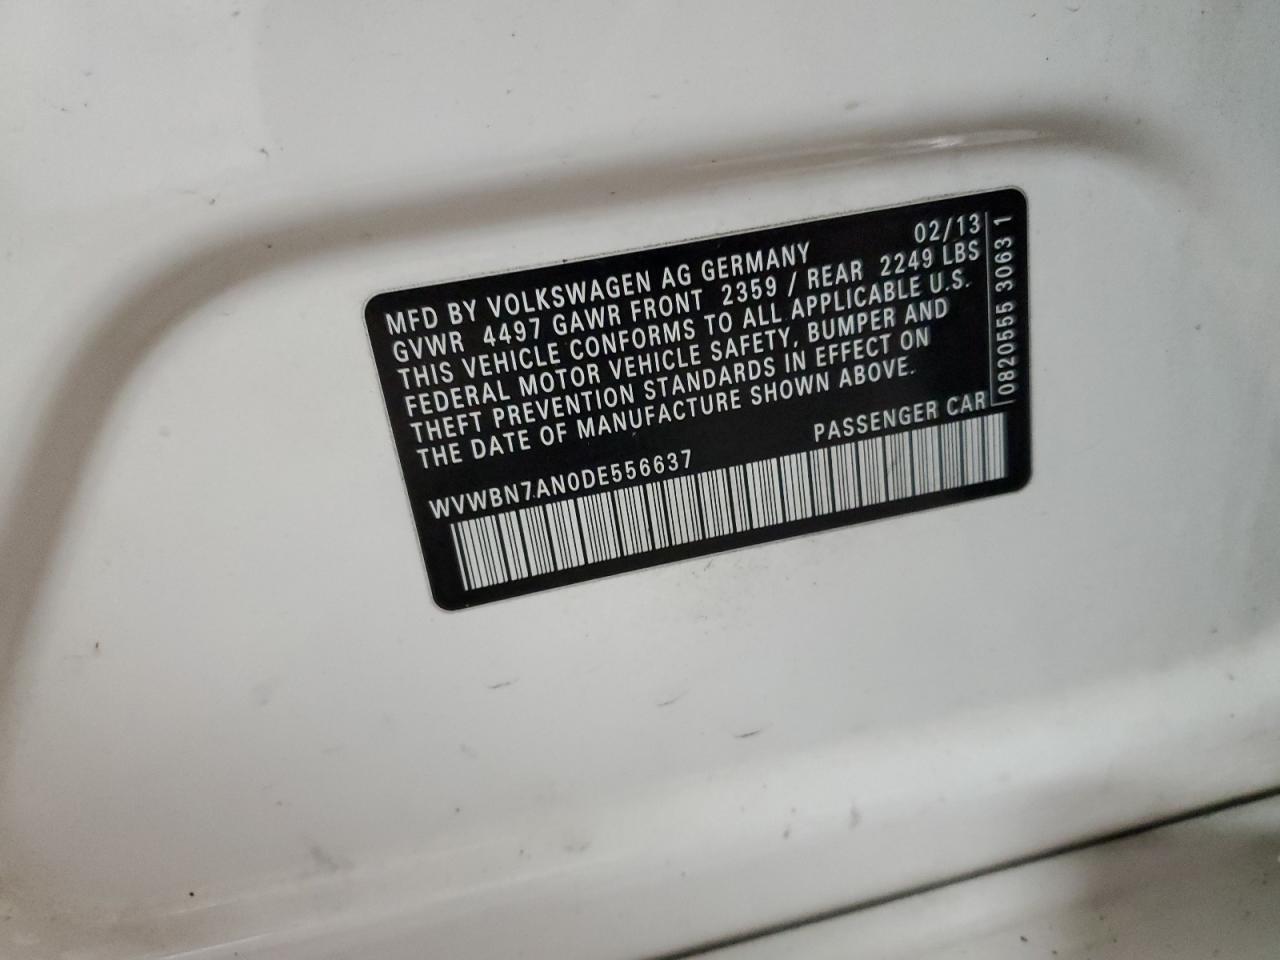 MFD BY VOLKSWAGEN AG GERMANY 02/13
GVWR 4497 GAWR FRONT 2359 / REAR 2249 LBS
THIS VEHICLE CONFORMS TO ALL APPLICABLE U.S.
FEDERAL MOTOR VEHICLE SAFETY, BUMPER AND
THEFT PREVENTION STANDARDS IN EFFECT ON
THE DATE OF MANUFACTURE SHOWN ABOVE.
WVWBN7AN0DE556637 PASSENGER CAR
0820555 3063 1